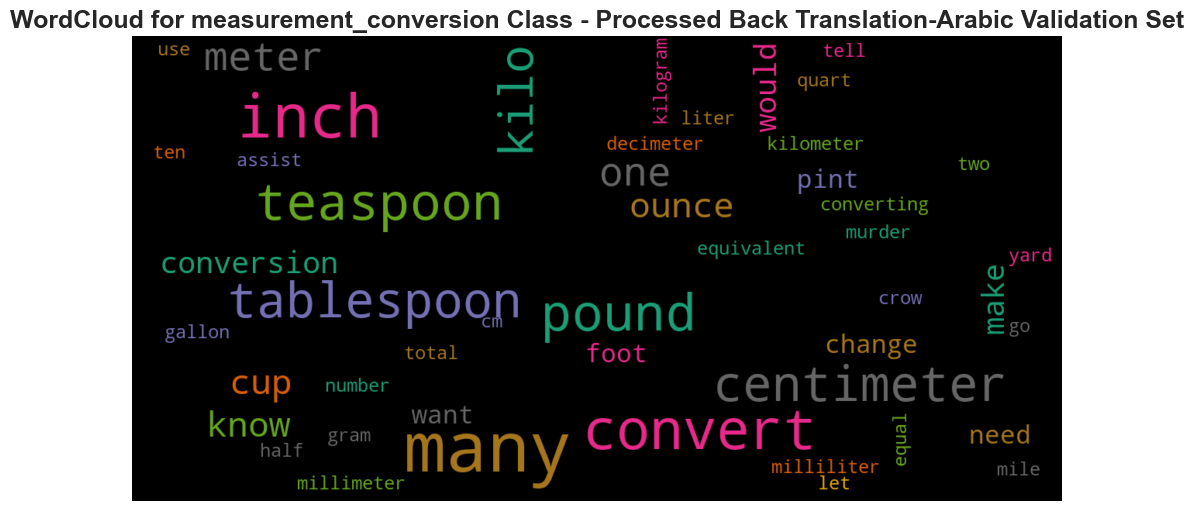 WordCloud for measurement_conversion Class - Processed Back Translation-Arabic Validation Set
use
meter
kilo
kilogram
would
tell
quart
inch
liter
ten
assist
decimeter
kilometer
two
one
pint
teaspoon
ounce
converting
murder
equivalent
yard
conversion
tablespoon
cm
pound
crow
make
go
gallon
total
foot
change
cup
number
centimeter
know
want
gram
half
many
convert
equal
need
milliliter
mile
millimeter
let